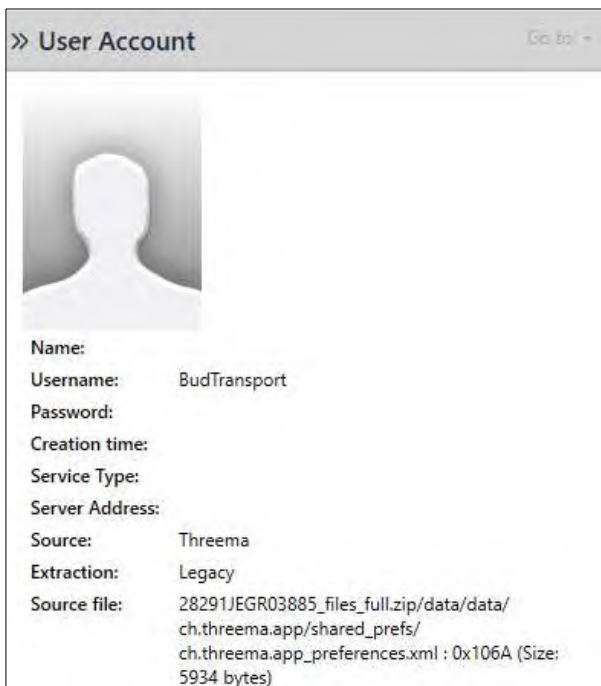 » User Account
Go to
Name:
Username: BudTransport
Password:
Creation time:
Service Type:
Server Address:
Source: Threema
Extraction: Legacy
Source file: 28291JEGR03885_files_full.zip/data/data/
ch.threema.app/shared_prefs/
ch.threema.app_preferences.xml : 0x106A (Size:
5934 bytes)